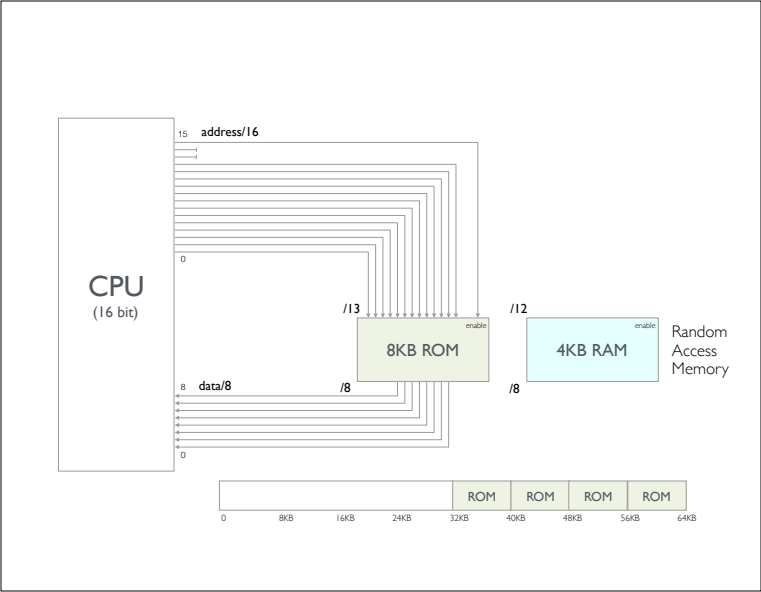 15 address/16
0
CPU
(16 bit)
/13
enable
8KB ROM
/12
enable
4KB RAM
Random
Access
Memory
8 data/8
/8
/8
0
ROM ROM ROM ROM
0 8KB 16KB 24KB 32KB 40KB 48KB 56KB 64KB